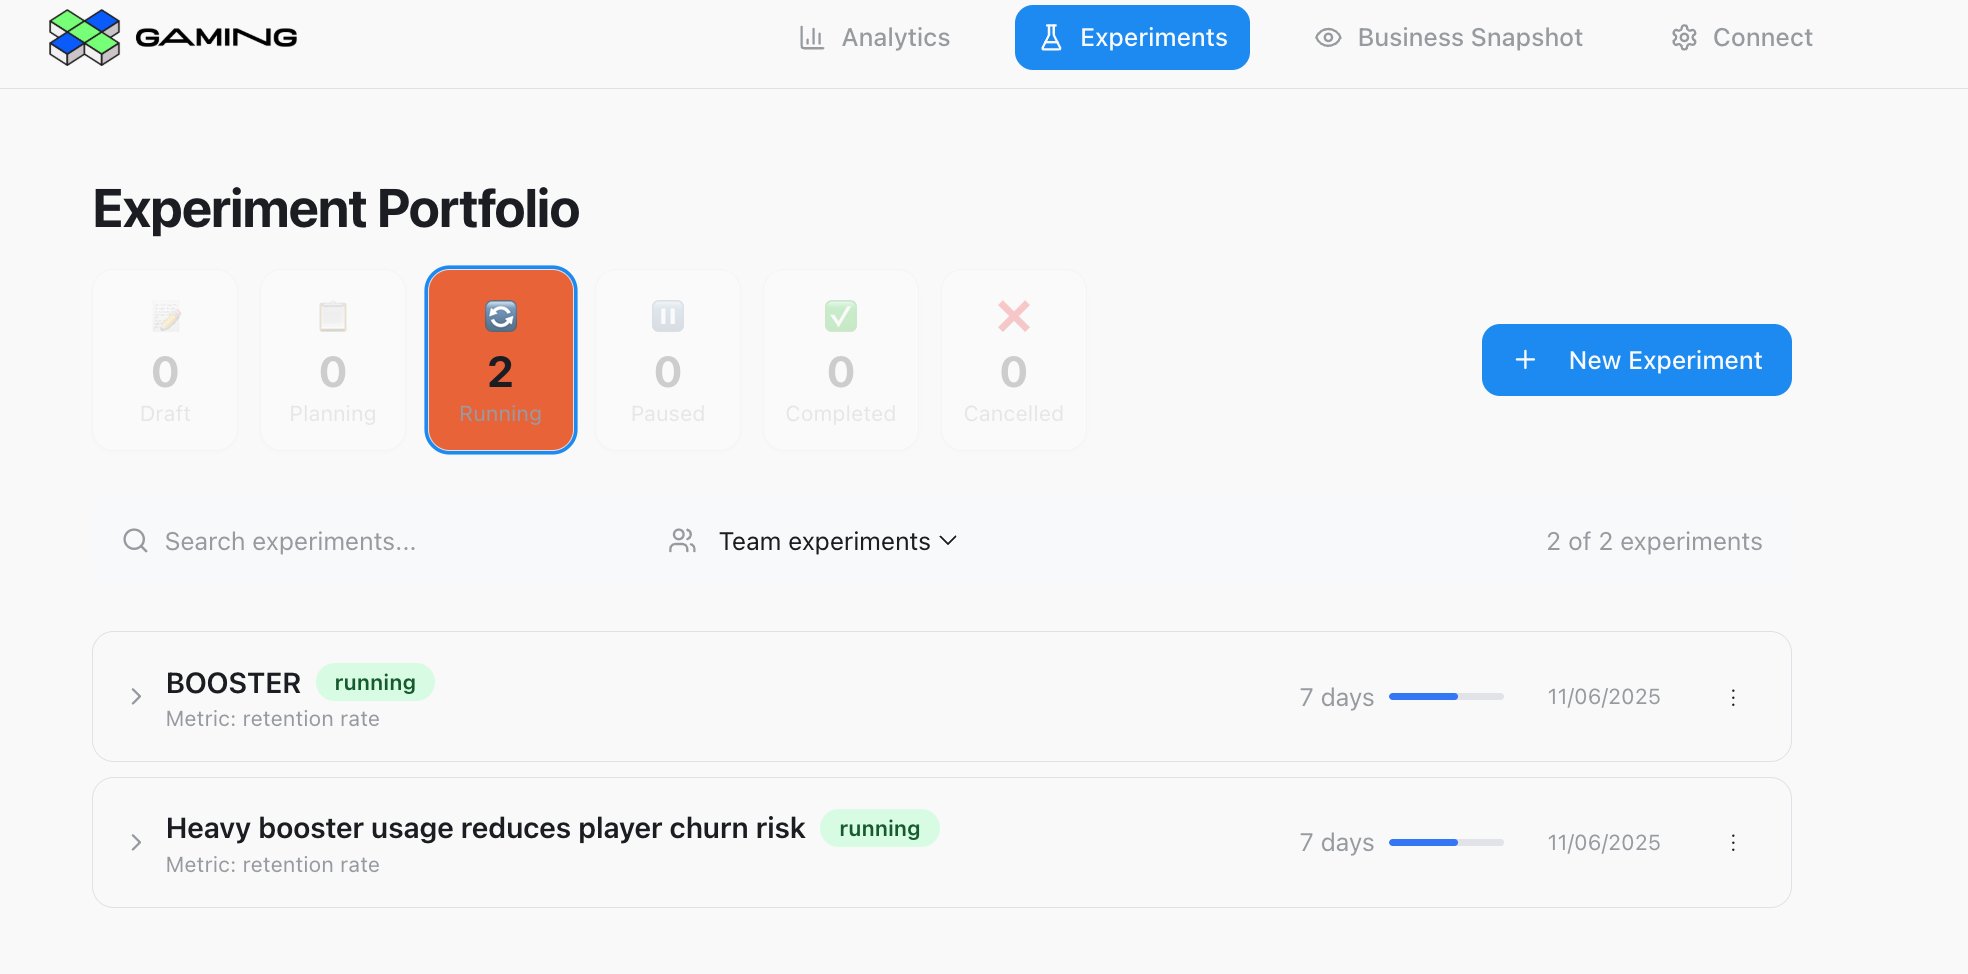 GAMING
Analytics
Experiments
Business Snapshot
Connect
Experiment Portfolio
0
Draft
0
Planning
2
Running
0
Paused
0
Completed
0
Cancelled
+ New Experiment
Search experiments...
Team experiments
2 of 2 experiments
BOOSTER running
Metric: retention rate
7 days
11/06/2025
Heavy booster usage reduces player churn risk running
Metric: retention rate
7 days
11/06/2025